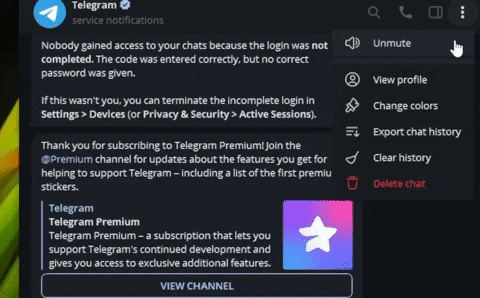 Telegram
service notifications
Nobody gained access to your chats because the login was not
completed. The code was entered correctly, but no correct
password was given.
If this wasn't you, you can terminate the incomplete login in
Settings > Devices (or Privacy & Security > Active Sessions).
Thank you for subscribing to Telegram Premium! Join the
@Premium channel for updates about the features you get for
helping to support Telegram – including a list of the first premium
stickers.
Telegram
Telegram Premium
Telegram Premium – a subscription that lets you
support Telegram's continued development and
gives you access to exclusive additional features.
VIEW CHANNEL
Unmute
View profile
Change colors
Export chat history
Clear history
Delete chat